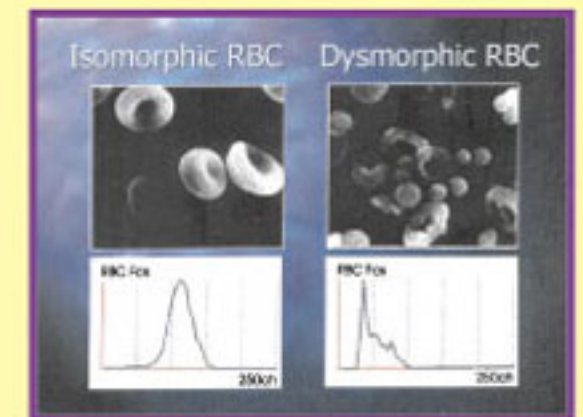 Isomorphic RBC Dysmorphic RBC
RBC Fcs RBC Fcs
250ch 250ch